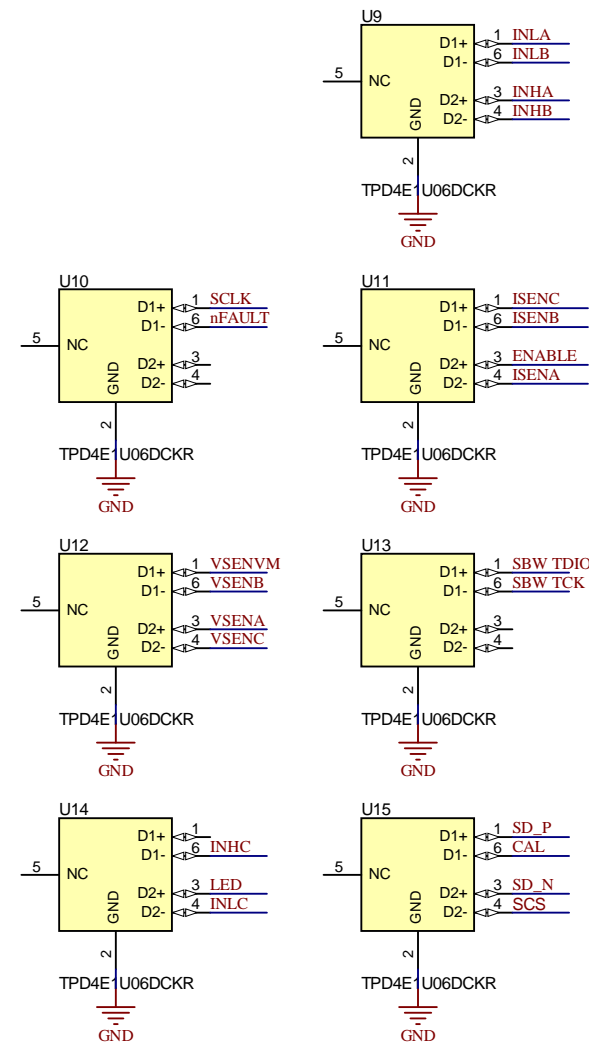 U9
D1+ 1 INLA
D1- 6 INLB
5 NC
D2+ 3 INHA
D2- 4 INHB
GND
2
TPD4E1U06DCKR
GND
U10
D1+ 1 SCLK
D1- 6 nFAULT
5 NC
D2+ 3
D2- 4
GND
2
TPD4E1U06DCKR
GND
U11
D1+ 1 ISENC
D1- 6 ISENB
5 NC
D2+ 3 ENABLE
D2- 4 ISENA
GND
2
TPD4E1U06DCKR
GND
U12
D1+ 1 VSENVM
D1- 6 VSENB
5 NC
D2+ 3 VSENA
D2- 4 VSENC
GND
2
TPD4E1U06DCKR
GND
U13
D1+ 1 SBW TDIO
D1- 6 SBW TCK
5 NC
D2+ 3
D2- 4
GND
2
TPD4E1U06DCKR
GND
U14
D1+ 1
D1- 6 INHC
5 NC
D2+ 3 LED
D2- 4 INLC
GND
2
TPD4E1U06DCKR
GND
U15
D1+ 1 SD_P
D1- 6 CAL
5 NC
D2+ 3 SD_N
D2- 4 SCS
GND
2
TPD4E1U06DCKR
GND